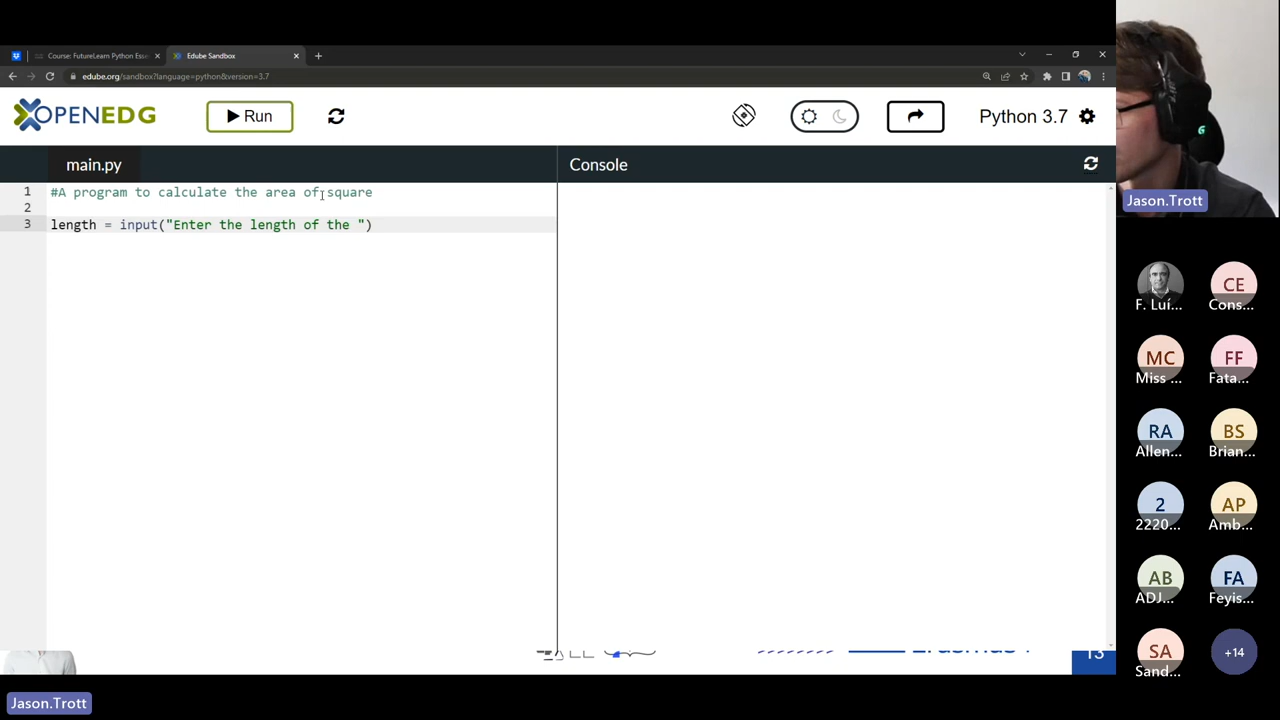 Course: FutureLearn Python Esse
Edube Sandbox
edube.org/sandbox?language=python&version=3.7
OPENEDG
Run
Python 3.7
main.py
Console
1 #A program to calculate the area of square
2
3 length = input("Enter the length of the ")
Jason.Trott
F. Luí...
CE
Cons...
MC
Miss ...
FF
Fata...
RA
Allen...
BS
Brian...
2
2220...
AP
Amb...
AB
ADJ...
FA
Feyis...
SA
Sand...
+14
13
Jason.Trott